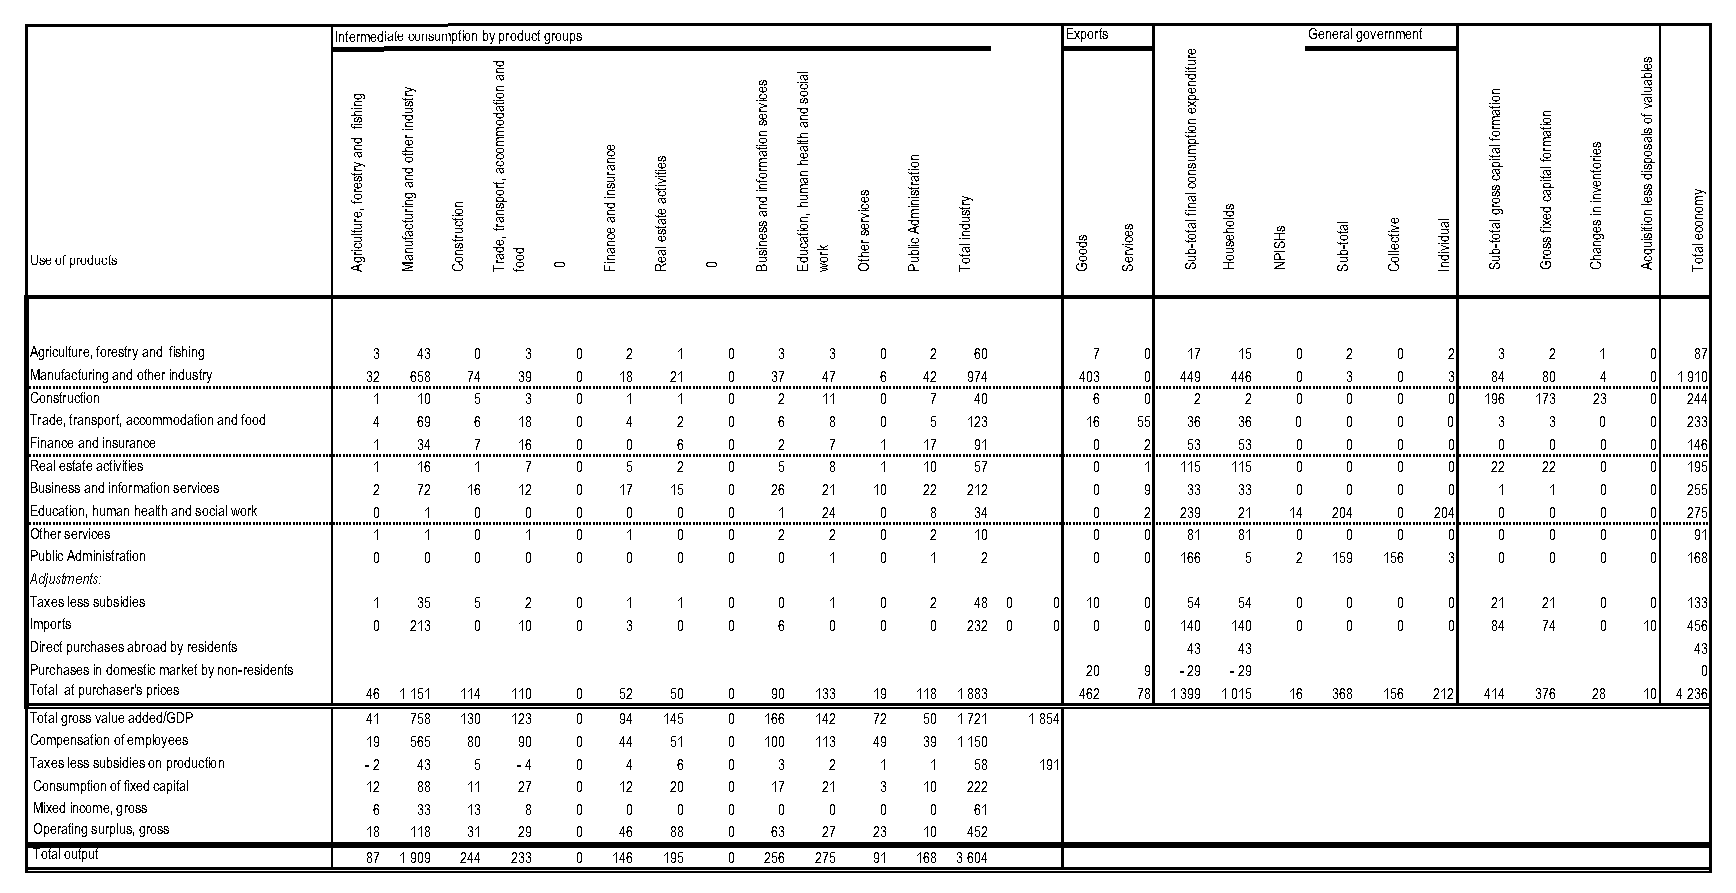 Intermediate consumption by product groups Exports General government
Use of products Agriculture, forestry and fishing Manufacturing and other industry Construction Trade, transport, accommodation and food 0 Finance and insurance Real estate activities 0 Business and information services Education, human health and social work Other services Public Administration Total industry Goods Services Sub-total final consumption expenditure Households NPISHs Sub-total Collective Individual Sub-total gross capital formation Gross fixed capital formation Changes in inventories Acquisition less disposals of valuables Total economy
Agriculture, forestry and fishing 3 43 0 3 0 2 1 0 3 3 0 2 60 7 0 17 15 0 2 0 2 3 2 1 0 87
Manufacturing and other industry 32 658 74 39 0 18 21 0 37 47 6 42 974 403 0 449 446 0 3 0 3 84 80 4 0 1 910
Construction 1 10 5 3 0 1 1 0 2 11 0 7 40 6 0 2 2 0 0 0 0 196 173 23 0 244
Trade, transport, accommodation and food 4 69 6 18 0 4 2 0 6 8 0 5 123 16 55 36 36 0 0 0 0 3 3 0 0 233
Finance and insurance 1 34 7 16 0 0 6 0 2 7 1 17 91 0 2 53 53 0 0 0 0 0 0 0 0 146
Real estate activities 1 16 1 7 0 5 2 0 5 8 1 10 57 0 1 115 115 0 0 0 0 22 22 0 0 195
Business and information services 2 72 16 12 0 17 15 0 26 21 10 22 212 0 9 33 33 0 0 0 0 1 1 0 0 255
Education, human health and social work 0 1 0 0 0 0 0 0 1 24 0 8 34 0 2 239 21 14 204 0 204 0 0 0 0 275
Other services 1 1 0 1 0 1 0 0 2 2 0 2 10 0 0 81 81 0 0 0 0 0 0 0 0 91
Public Administration 0 0 0 0 0 0 0 0 0 1 0 1 2 0 0 166 5 2 159 156 3 0 0 0 0 168
Adjustments:
Taxes less subsidies 1 35 5 2 0 1 1 0 0 1 0 2 48 0 0 10 0 54 54 0 0 0 0 21 21 0 0 133
Imports 0 213 0 10 0 3 0 0 6 0 0 0 232 0 0 0 0 140 140 0 0 0 0 84 74 0 10 456
Direct purchases abroad by residents 43 43 43
Purchases in domestic market by non-residents 20 9 - 29 - 29 0
Total at purchaser's prices 46 1 151 114 110 0 52 50 0 90 133 19 118 1 883 462 78 1 399 1 015 16 368 156 212 414 376 28 10 4 236
Total gross value added/GDP 41 758 130 123 0 94 145 0 166 142 72 50 1 721 1 854
Compensation of employees 19 565 80 90 0 44 51 0 100 113 49 39 1 150
Taxes less subsidies on production - 2 43 5 - 4 0 4 6 0 3 2 1 1 58 191
Consumption of fixed capital 12 88 11 27 0 12 20 0 17 21 3 10 222
Mixed income, gross 6 33 13 8 0 0 0 0 0 0 0 0 61
Operating surplus, gross 18 118 31 29 0 46 88 0 63 27 23 10 452
Total output 87 1 909 244 233 0 146 195 0 256 275 91 168 3 604